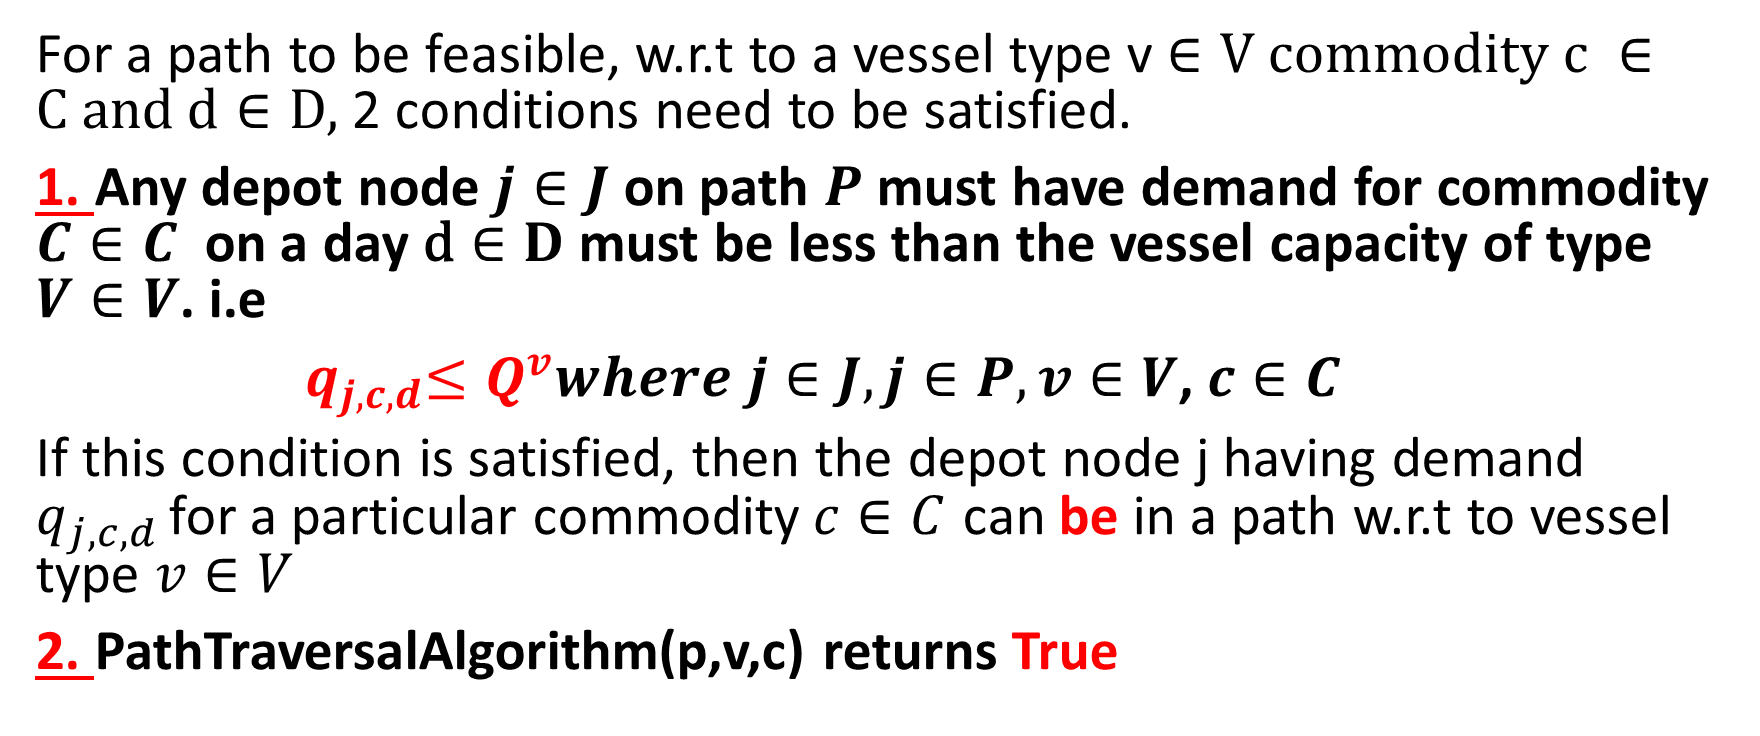 For a path to be feasible, w.r.t to a vessel type v ∈ V commodity c ∈
C and d ∈ D, 2 conditions need to be satisfied.
1. Any depot node j ∈ J on path P must have demand for commodity
C ∈ C on a day d ∈ D must be less than the vessel capacity of type
V ∈ V. i.e
q_{j,c,d} ≤ Q^v where j ∈ J, j ∈ P, v ∈ V, c ∈ C
If this condition is satisfied, then the depot node j having demand
q_{j,c,d} for a particular commodity c ∈ C can be in a path w.r.t to vessel
type v ∈ V
2. PathTraversalAlgorithm(p,v,c) returns True